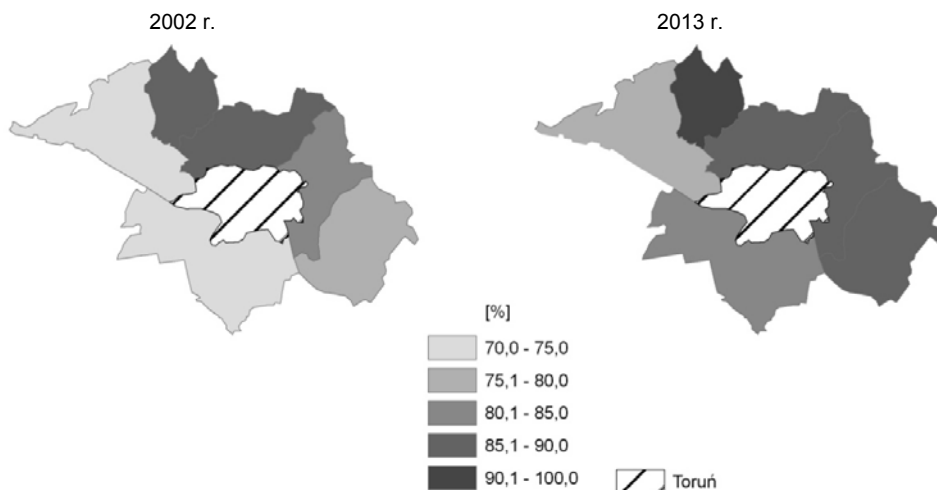 2002 r.
2013 r.
[%]
70,0 - 75,0
75,1 - 80,0
80,1 - 85,0
85,1 - 90,0
90,1 - 100,0
Toruń